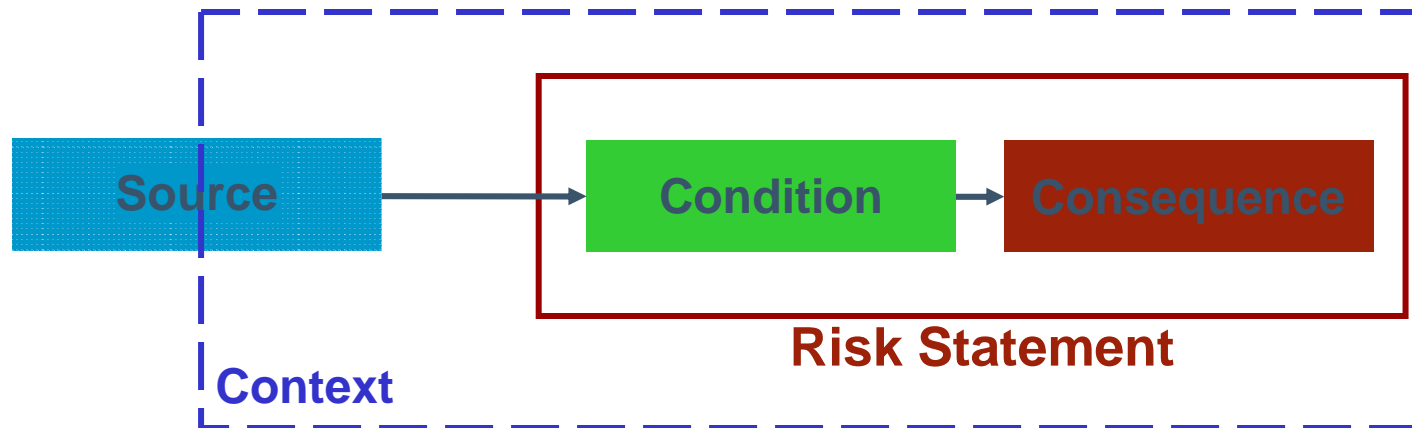 Source
Condition
Consequence
Risk Statement
Context